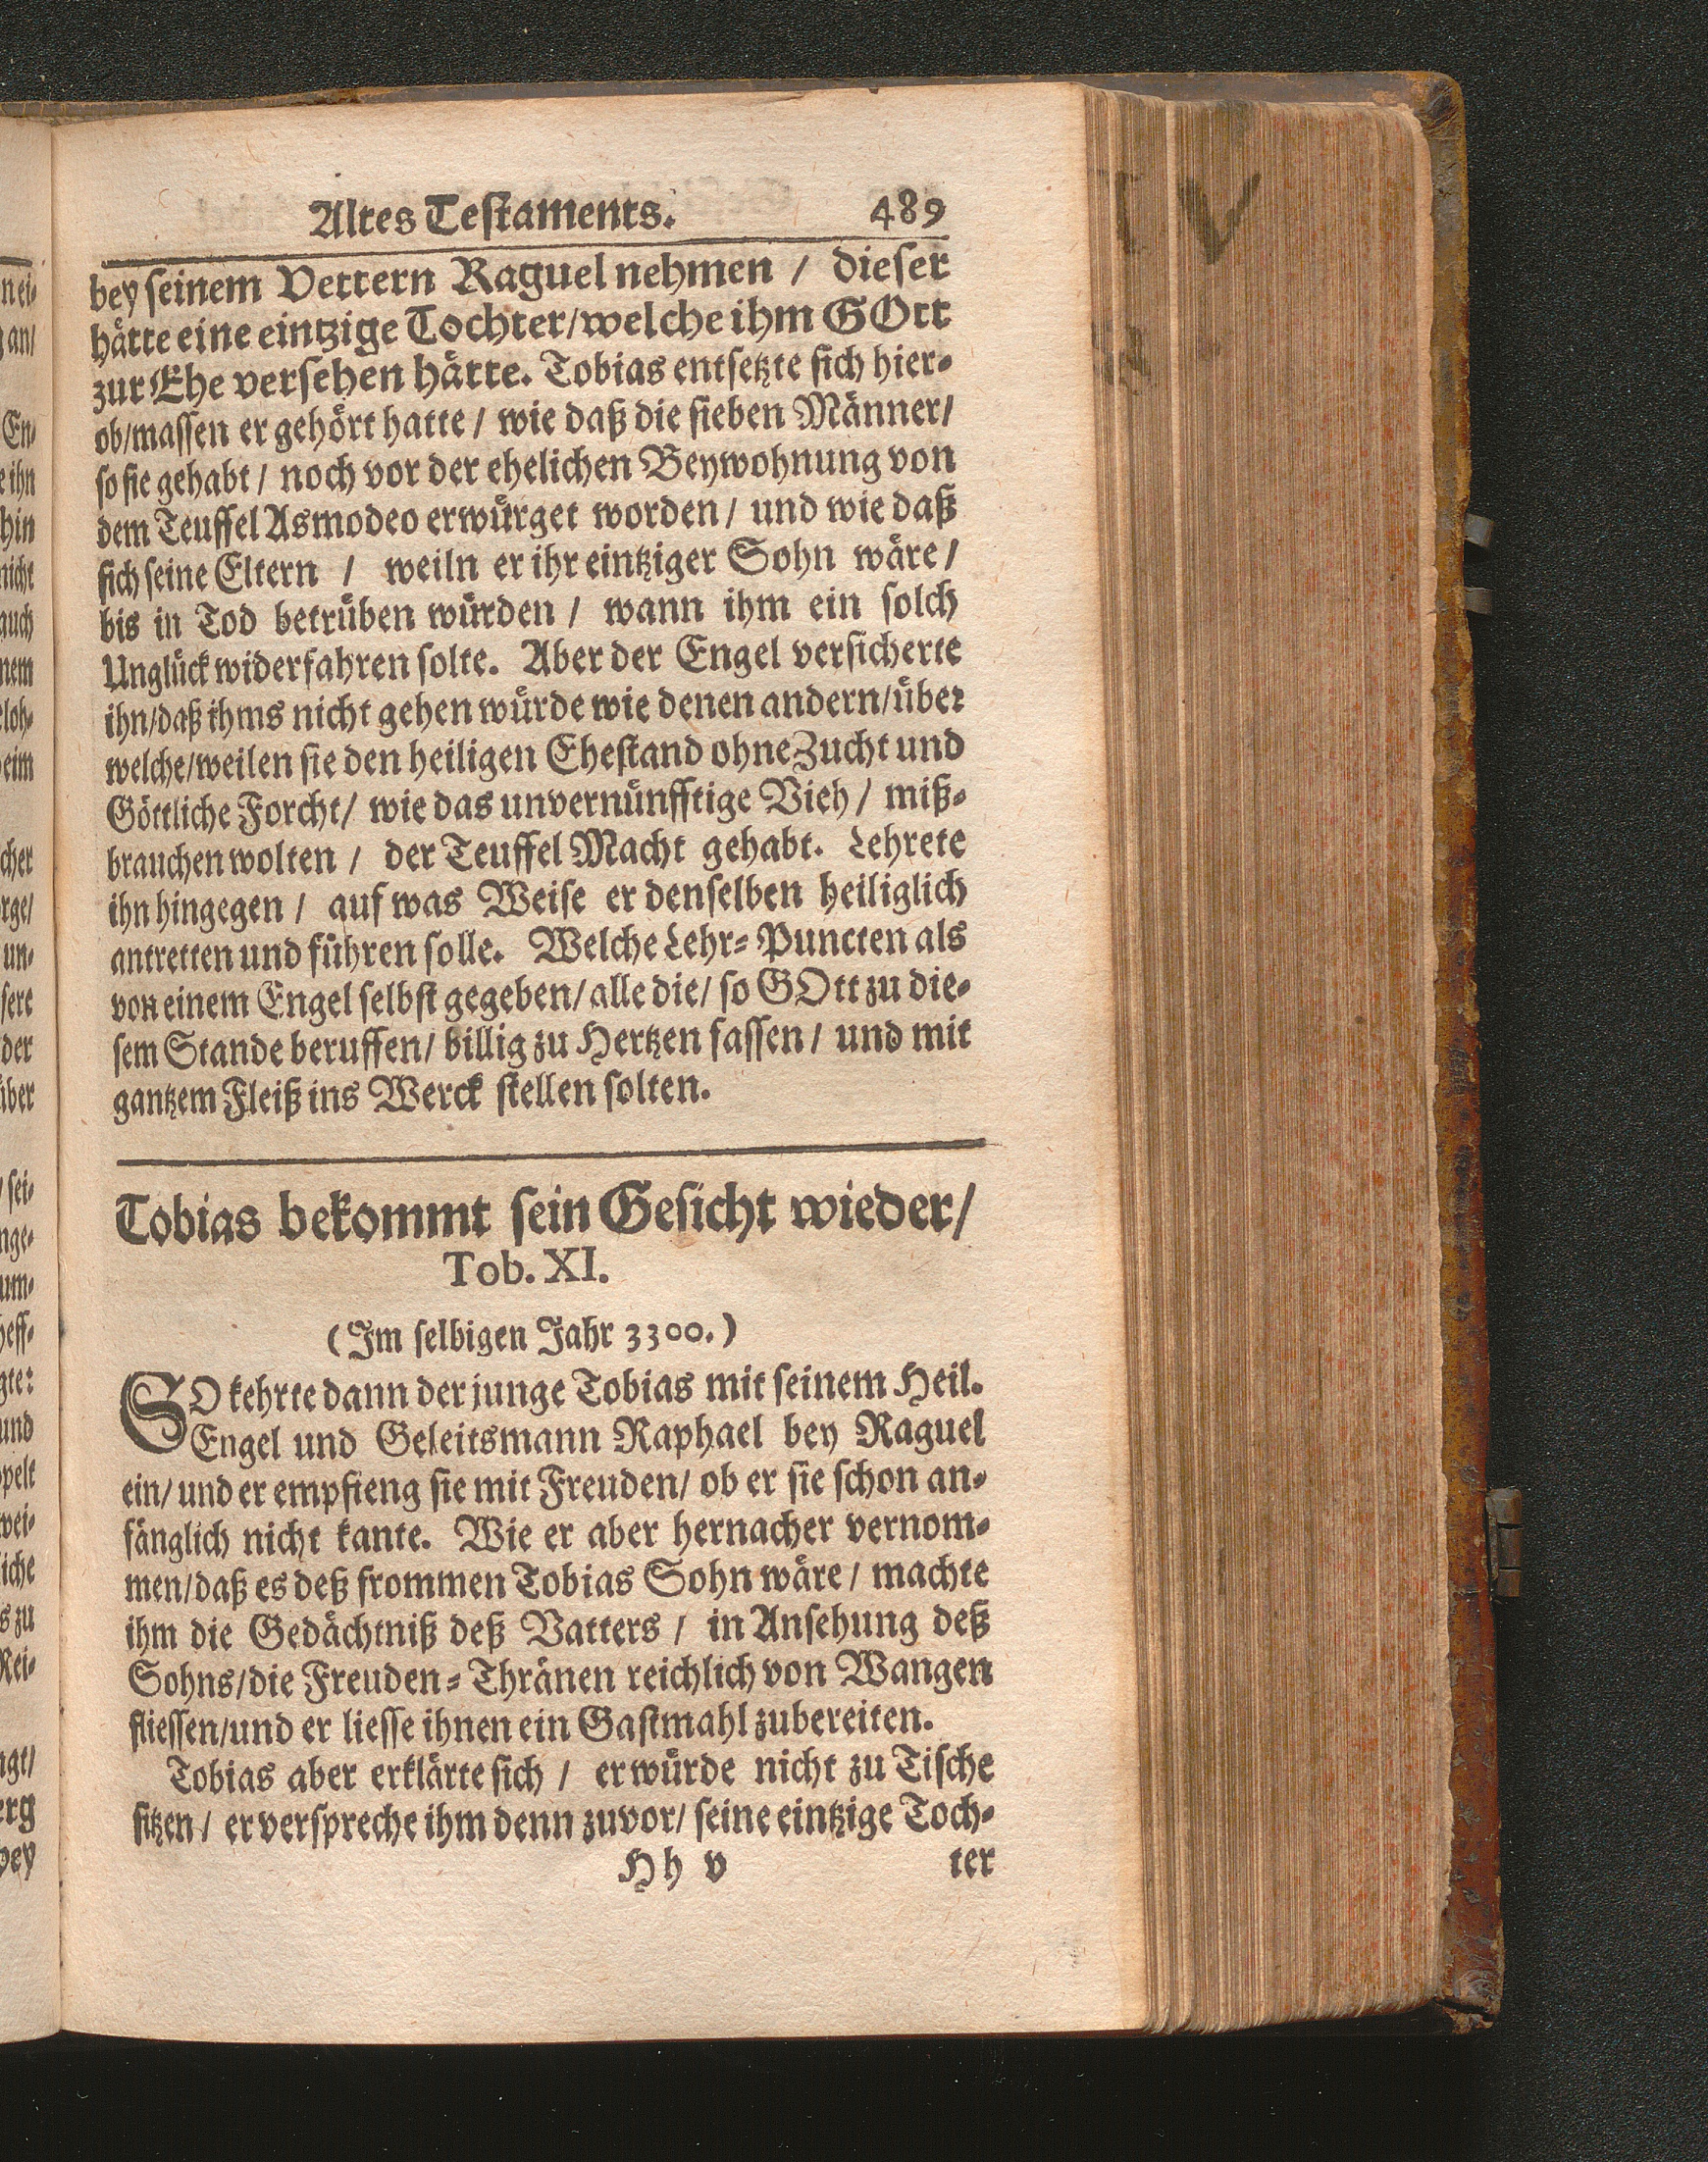 Altes Testaments. 489
bey seinem Vettern Raguel nehmen / dieser
hätte eine eintzige Tochter/welche ihm GOtt
zur Ehe versehen hätte. Tobias entsetzte sich hier-
ob/massen er gehört hatte / wie daß die sieben Männer/
so sie gehabt / noch vor der ehelichen Beywohnung von
dem Teuffel Asmodeo erwürget worden / und wie daß
sich seine Eltern / weiln er ihr eintziger Sohn wäre /
bis in Tod betrüben würden / wann ihm ein solch
Unglück widerfahren solte. Aber der Engel versicherte
ihn/daß ihms nicht gehen würde wie denen andern/über
welche/weilen sie den heiligen Ehestand ohne Zucht und
Göttliche Forcht/ wie das unvernünfftige Vieh / miß-
brauchen wolten / der Teuffel Macht gehabt. Lehrete
ihn hingegen / auf was Weise er denselben heiliglich
antretten und führen solle. Welche Lehr-Puncten als
von einem Engel selbst gegeben/ alle die/ so GOtt zu die-
sem Stande beruffen/ billig zu Hertzen fassen / und mit
gantzem Fleiß ins Werck stellen solten.
Tobias bekommt sein Gesicht wieder/
Tob. XI.
(Im selbigen Jahr 3300.)
SO kehrte dann der junge Tobias mit seinem Heil.
Engel und Geleitsmann Raphael bey Raguel
ein/ und er empfieng sie mit Freuden/ ob er sie schon an-
fänglich nicht kante. Wie er aber hernacher vernom-
men/daß es deß frommen Tobias Sohn wäre / machte
ihm die Gedächtniß deß Vatters / in Ansehung deß
Sohns/die Freuden-Thränen reichlich von Wangen
fliessen/und er liesse ihnen ein Gastmahl zubereiten.
Tobias aber erklärte sich / er würde nicht zu Tische
sitzen / er verspreche ihm denn zuvor/ seine eintzige Toch-
Hh v ter